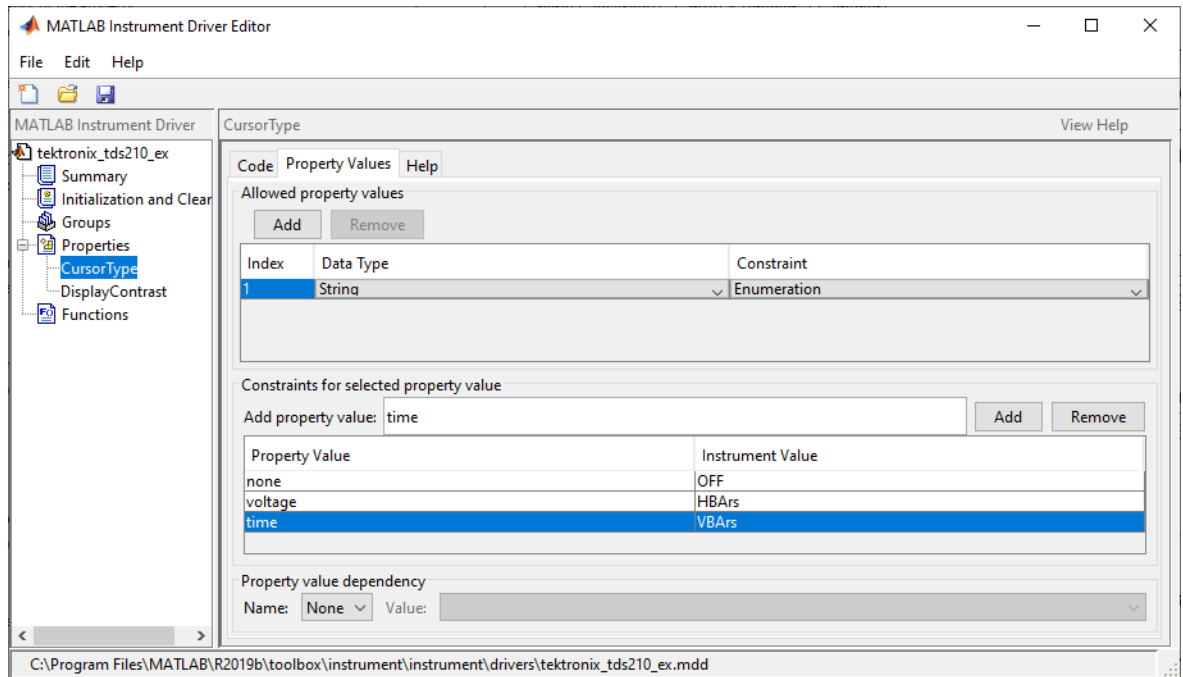 MATLAB Instrument Driver Editor
File Edit Help
MATLAB Instrument Driver
CursorType
View Help
tektronix_tds210_ex
Summary
Initialization and Clear
Groups
Properties
CursorType
DisplayContrast
Functions
Code Property Values Help
Allowed property values
Add Remove
Index Data Type Constraint
1 String Enumeration
Constraints for selected property value
Add property value: time Add Remove
Property Value Instrument Value
none OFF
voltage HBArs
time VBArs
Property value dependency
Name: None Value:
C:\Program Files\MATLAB\R2019b\toolbox\instrument\instrument\drivers\tektronix_tds210_ex.mdd